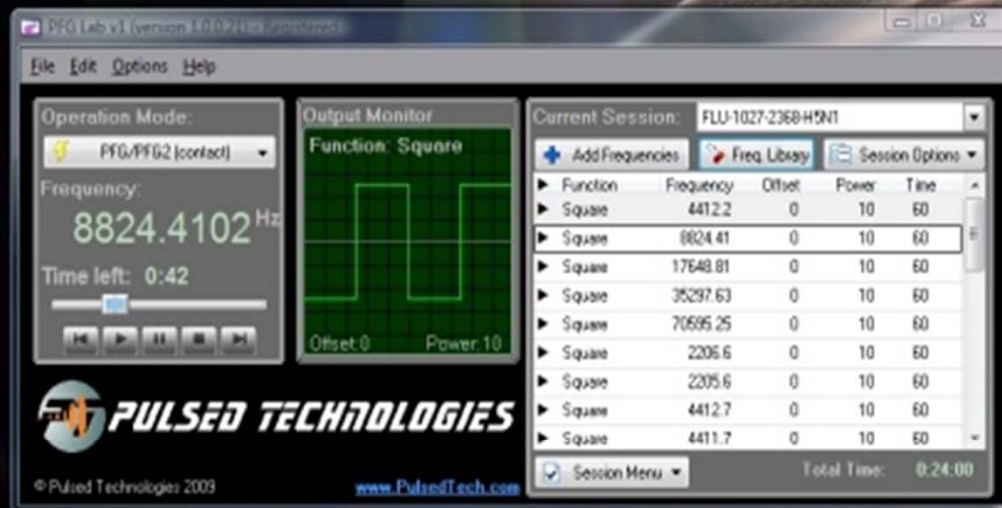 PFG Lab v1 (version 1.0.0.21) - Registered
File Edit Options Help
Operation Mode:
PFG/PFG2 (contact)
Frequency:
8824.4102 Hz
Time left: 0:42
Output Monitor
Function: Square
Offset:0 Power:10
Current Session: FLU-1027-2368-H5N1
Add Frequencies Freq. Library Session Options
Function Frequency Offset Power Time
Square 4412.2 0 10 60
Square 8824.41 0 10 60
Square 17648.81 0 10 60
Square 35297.63 0 10 60
Square 70595.25 0 10 60
Square 2206.6 0 10 60
Square 2205.6 0 10 60
Square 4412.7 0 10 60
Square 4411.7 0 10 60
Session Menu Total Time: 0:24:00
PULSED TECHNOLOGIES
© Pulsed Technologies 2009 www.PulsedTech.com